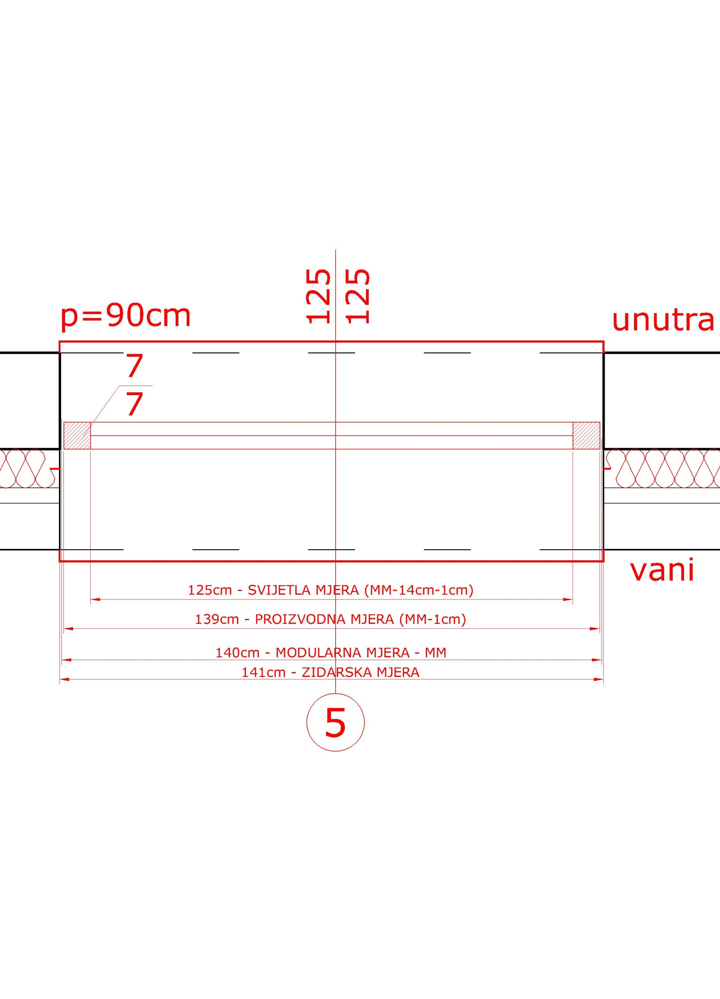 125
125
p=90cm
unutra
7
7
vani
125cm - SVIJETLA MJERA (MM-14cm-1cm)
139cm - PROIZVODNA MJERA (MM-1cm)
140cm - MODULARNA MJERA - MM
141cm - ZIDARSKA MJERA
5